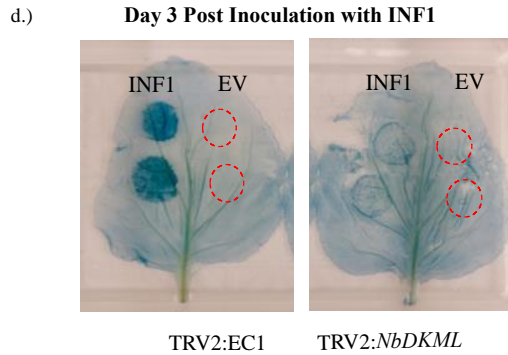 d.)
Day 3 Post Inoculation with INF1
INF1 EV
INF1 EV
TRV2:EC1
TRV2:NbDKML